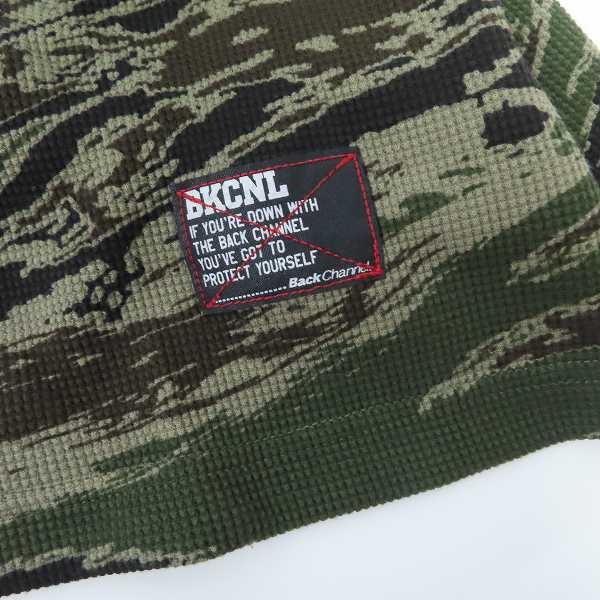 BKCNL
IF YOU'RE DOWN WITH
THE BACK CHANNEL
YOU'VE GOT TO
PROTECT YOURSELF
Back Channel